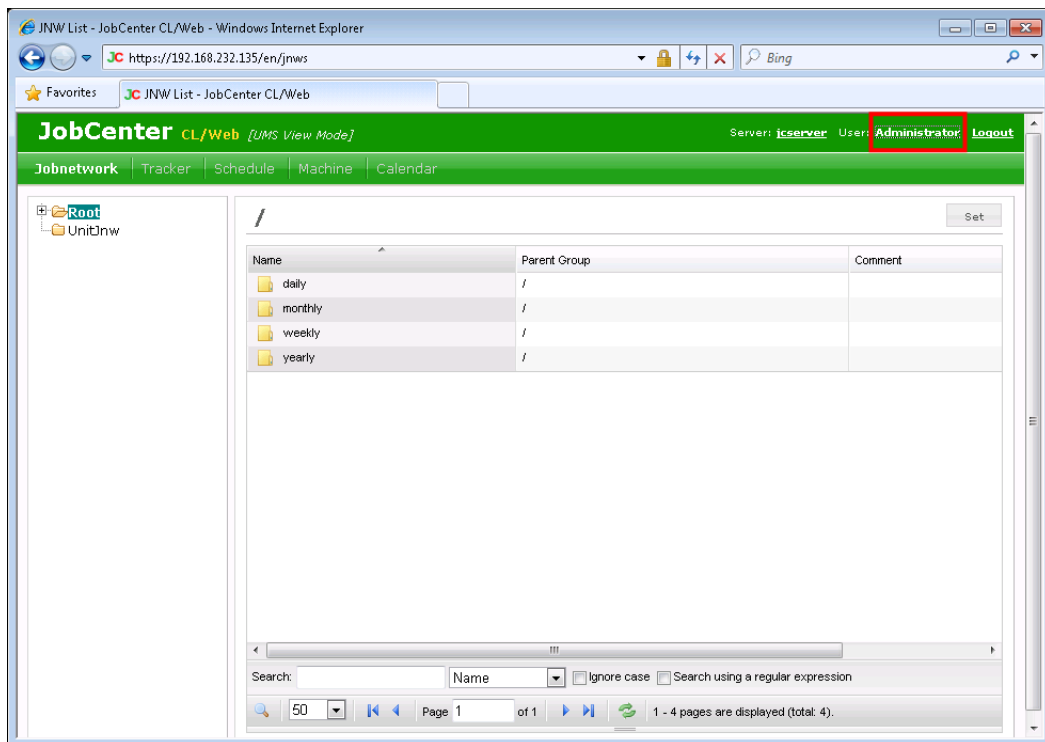 JNW List - JobCenter CL/Web - Windows Internet Explorer
JC https://192.168.232.135/en/jnws
Bing
Favorites JC JNW List - JobCenter CL/Web
JobCenter CL/Web [UMS View Mode] Server: jcserver User: Administrator Logout
Jobnetwork Tracker Schedule Machine Calendar
Root
UnitJnw
/ Set
Name Parent Group Comment
daily /
monthly /
weekly /
yearly /
Search: Name Ignore case Search using a regular expression
50 Page 1 of 1 1 - 4 pages are displayed (total: 4).